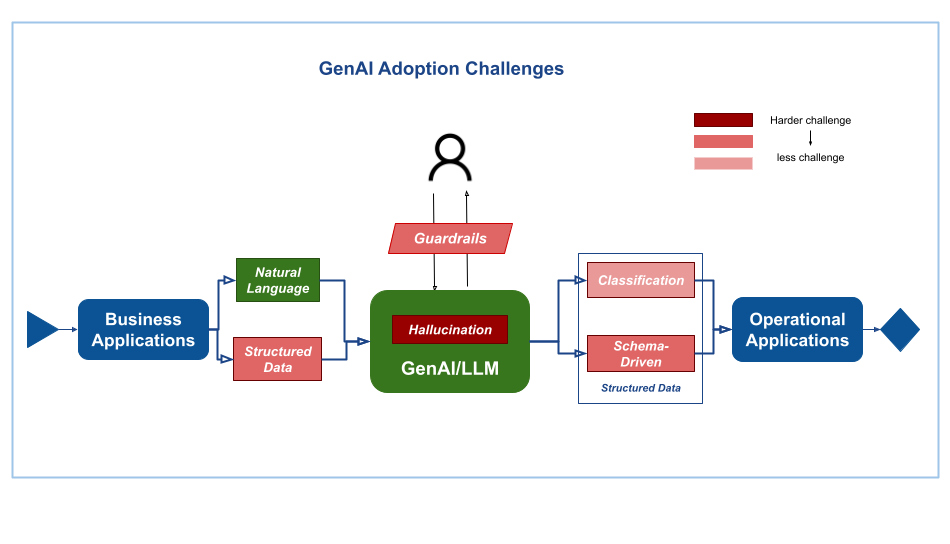 GenAI Adoption Challenges
Harder challenge
less challenge
Guardrails
Natural
Language
Classification
Business
Applications
Operational
Applications
Hallucination
Structured
Data
Schema-
Driven
GenAI/LLM
Structured Data